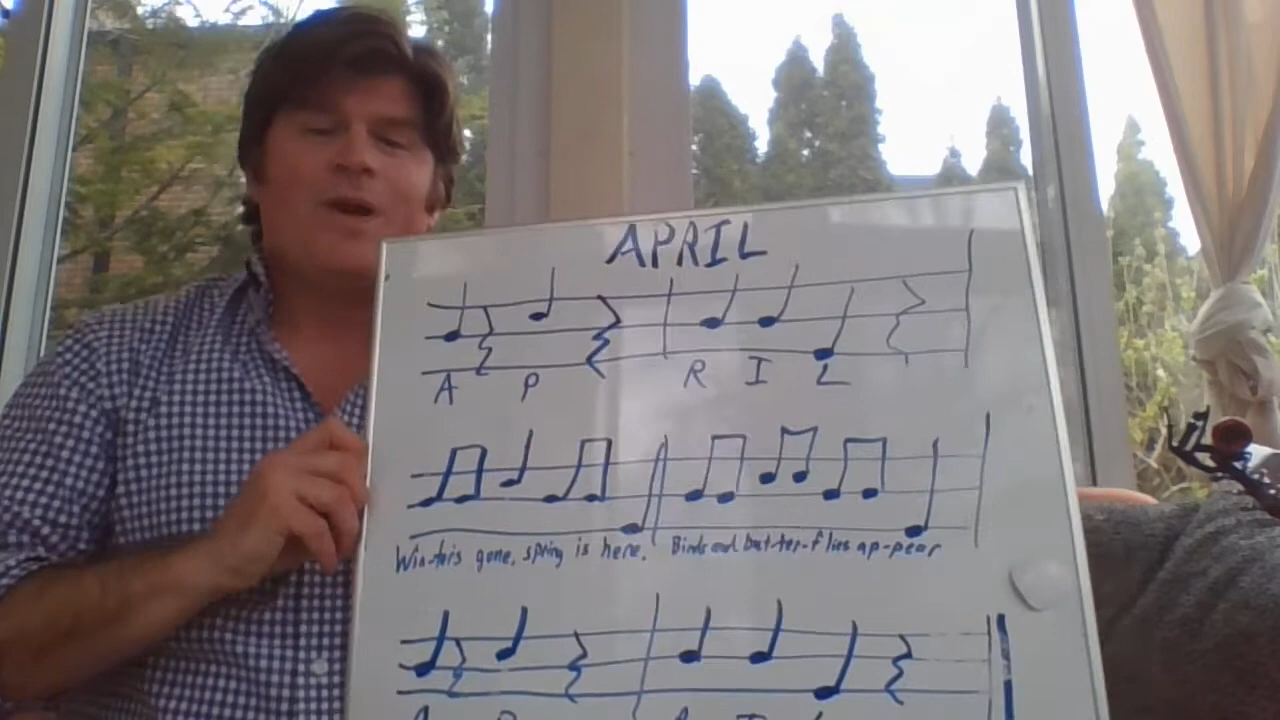 APRIL
A P R I L
Win-ter's gone, spring is here. Birds and but-ter-flies ap-pear